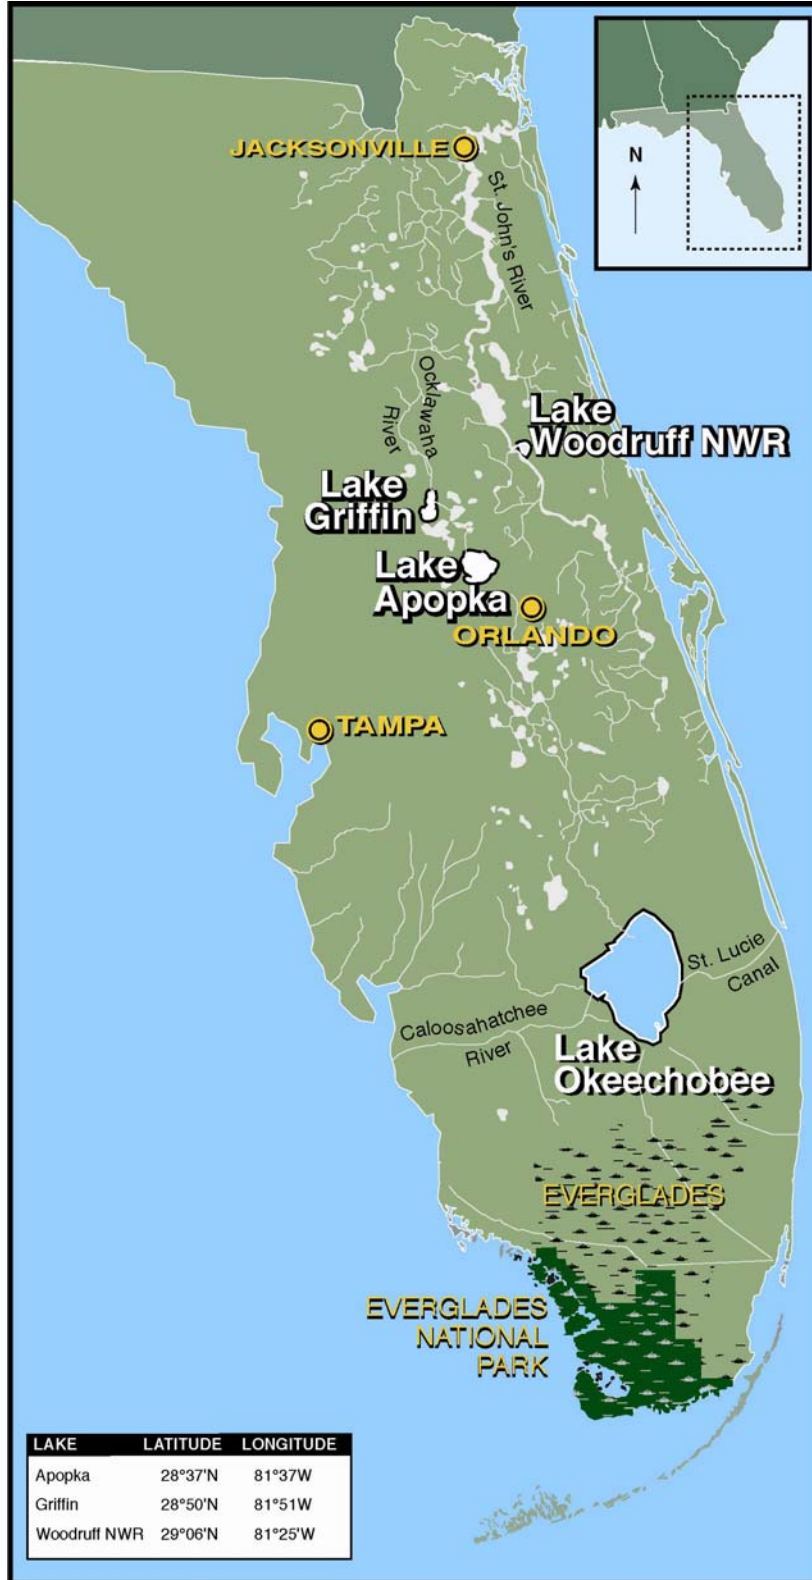 N
JACKSONVILLE
St. John's River
Ocklawaha
River
Lake
Woodruff NWR
Lake
Griffin
Lake
Apopka
ORLANDO
TAMPA
St. Lucie
Canal
Caloosahatchee
River
Lake
Okeechobee
EVERGLADES
EVERGLADES
NATIONAL
PARK
LAKE LATITUDE LONGITUDE
Apopka 28°37'N 81°37W
Griffin 28°50'N 81°51W
Woodruff NWR 29°06'N 81°25'W